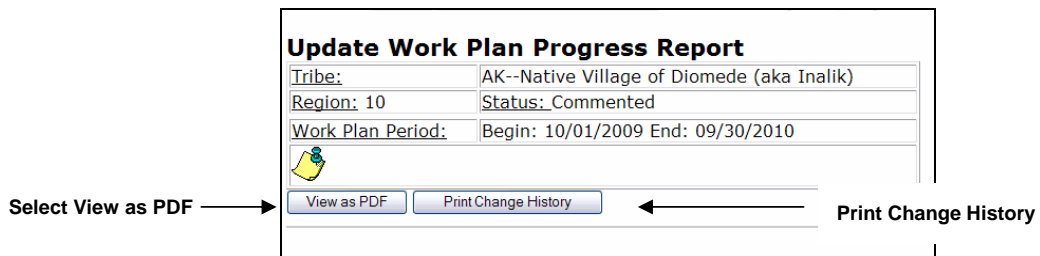 Update Work Plan Progress Report
Tribe: AK--Native Village of Diomede (aka Inalik)
Region: 10 Status: Commented
Work Plan Period: Begin: 10/01/2009 End: 09/30/2010
Select View as PDF View as PDF Print Change History Print Change History